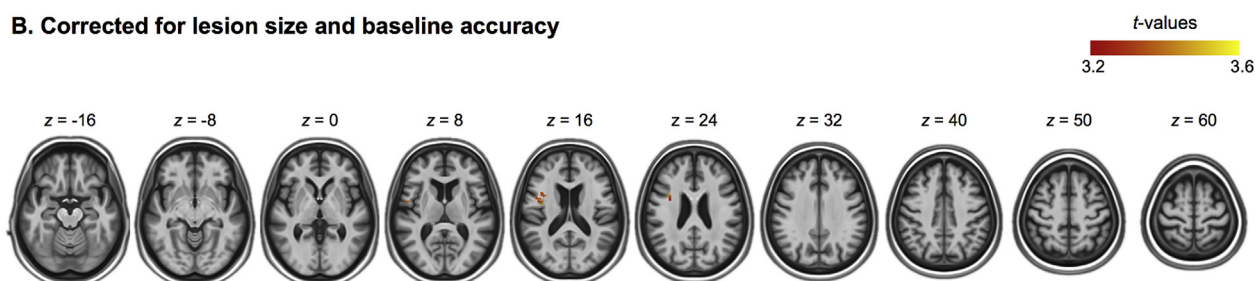 B. Corrected for lesion size and baseline accuracy
t-values
3.2 3.6
z = -16 z = -8 z = 0 z = 8 z = 16 z = 24 z = 32 z = 40 z = 50 z = 60